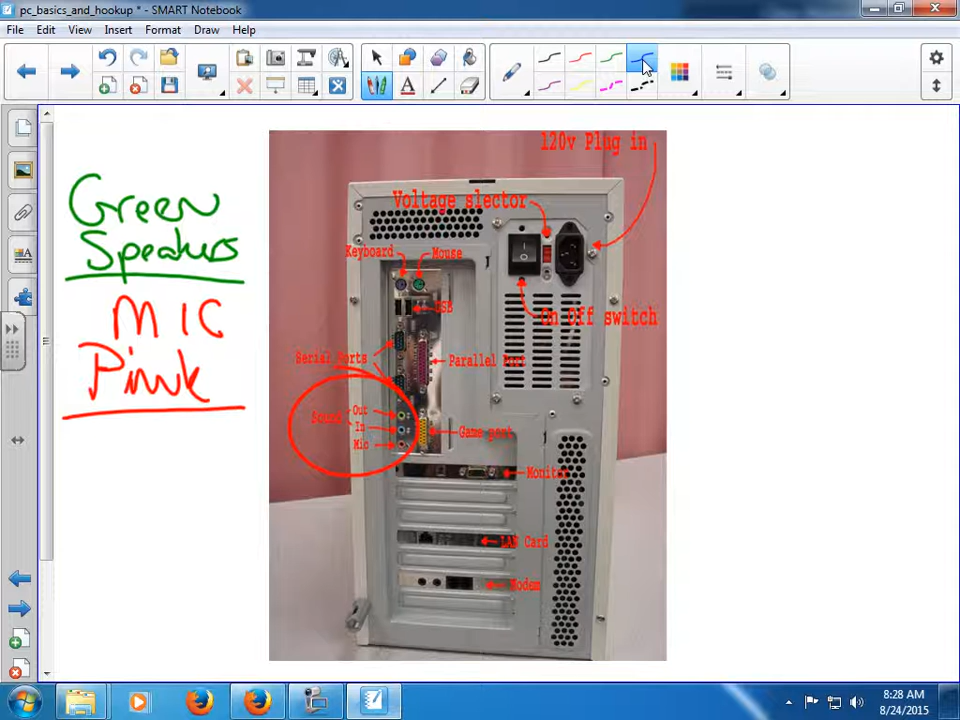 pc_basics_and_hookup * - SMART Notebook
File Edit View Insert Format Draw Help
Green
Speakers
MIC
Pink
120v Plug in
Voltage slector
Keyboard Mouse
USB
On Off switch
Serial Ports
Parallel Port
Out
Sound
In
Game port
Mic
Monitor
LAN Card
Modem
8:28 AM
8/24/2015